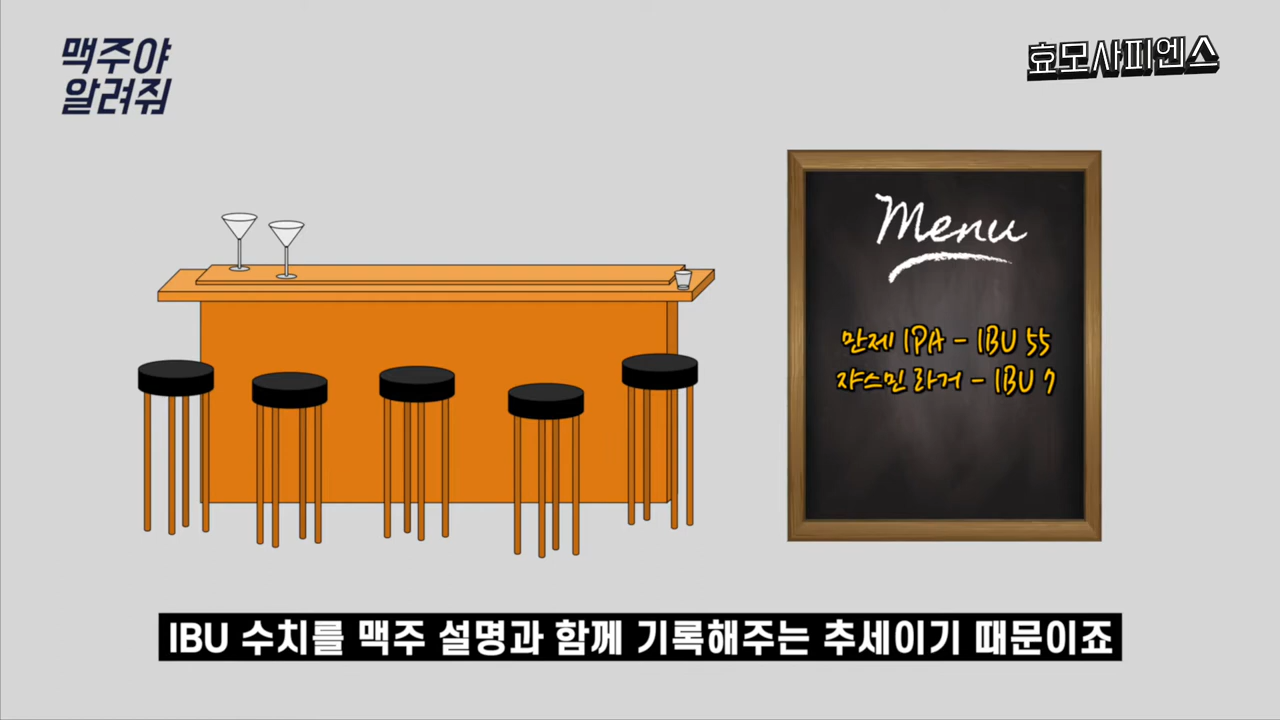 맥주야
알려줘
효모사피엔스
Menu
만제 IPA - IBU 55
쟈스민 라거 - IBU 7
IBU 수치를 맥주 설명과 함께 기록해주는 추세이기 때문이죠